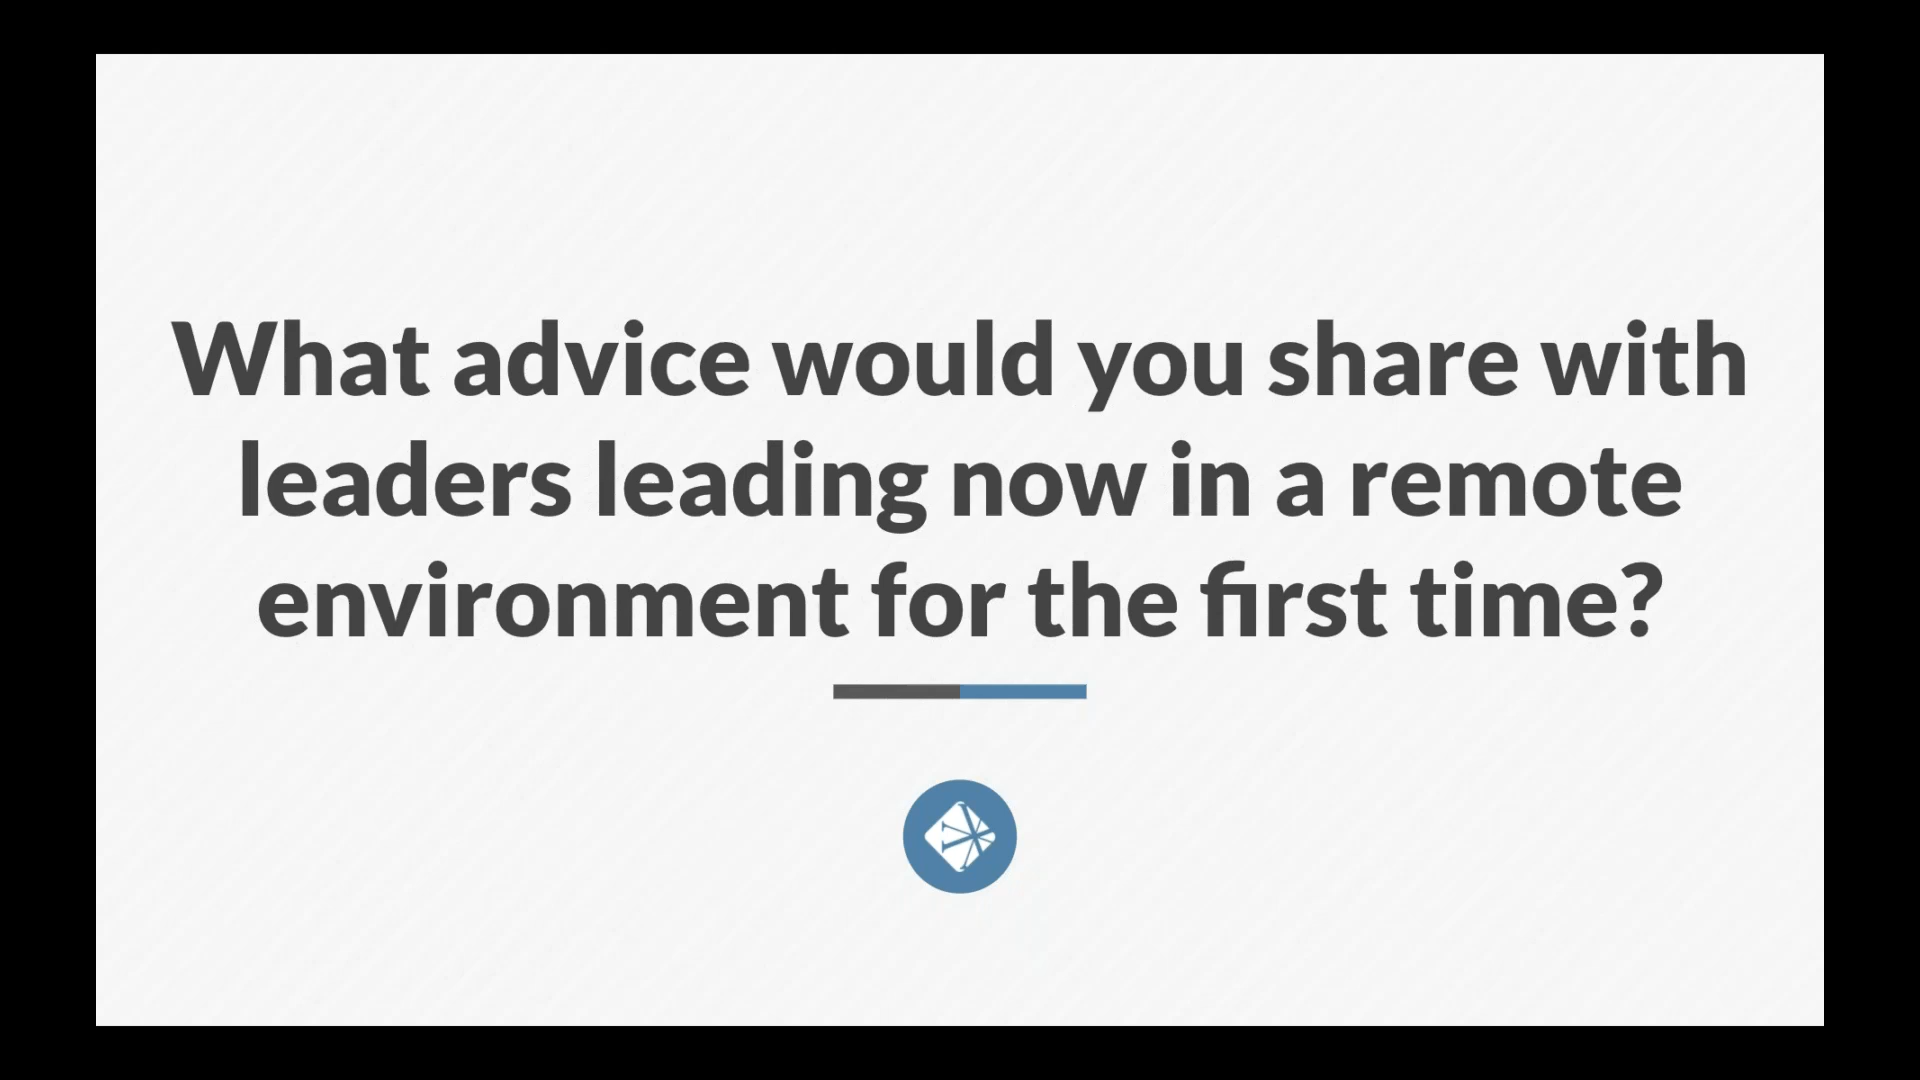 What advice would you share with
leaders leading now in a remote
environment for the first time?